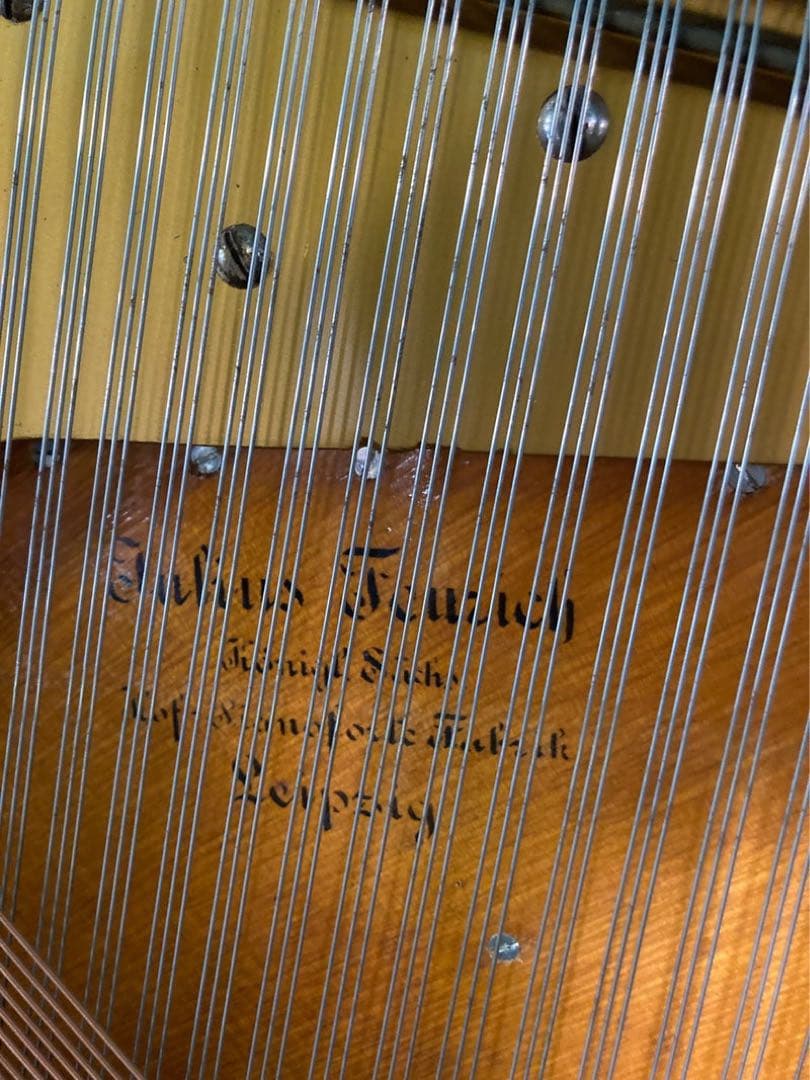 Julius Feurich
Königl. Sächs.
Hof-Pianoforte-Fabrik
Leipzig